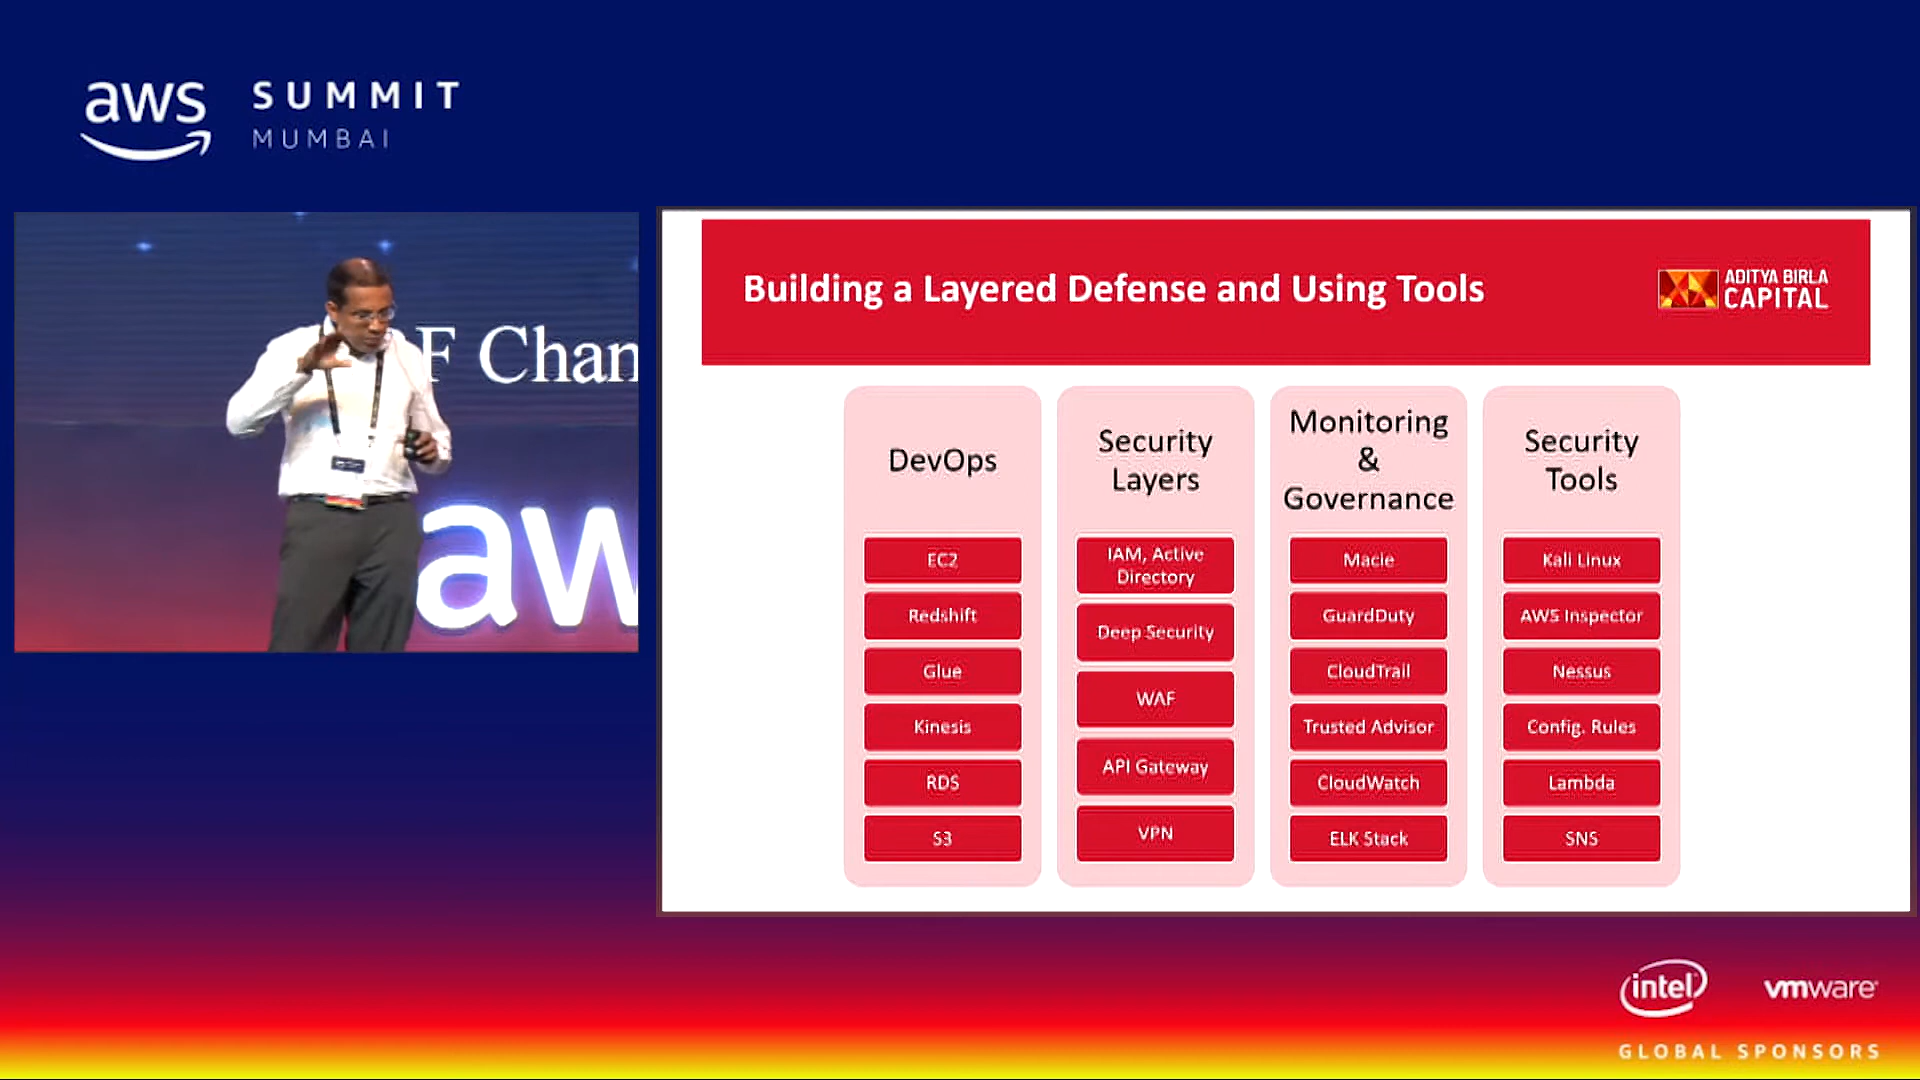 aws
SUMMIT
MUMBAI
F Chan
aw
Building a Layered Defense and Using Tools
ADITYA BIRLA
CAPITAL
DevOps
EC2
Redshift
Glue
Kinesis
RDS
S3
Security
Layers
IAM, Active
Directory
Deep Security
WAF
API Gateway
VPN
Monitoring
&
Governance
Macie
GuardDuty
CloudTrail
Trusted Advisor
CloudWatch
ELK Stack
Security
Tools
Kali Linux
AWS Inspector
Nessus
Config. Rules
Lambda
SNS
intel
vmware
GLOBAL SPONSORS